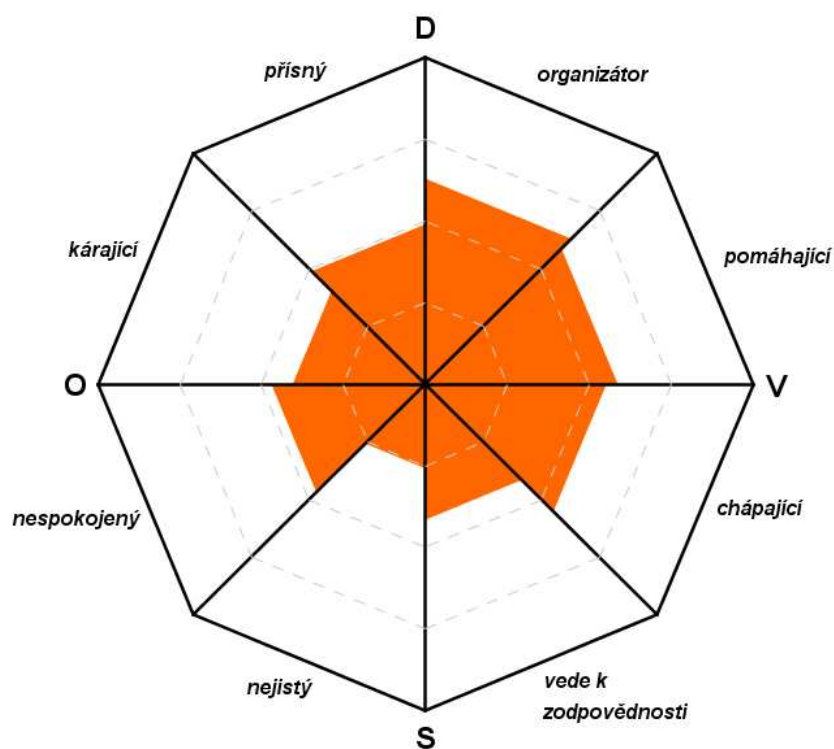 D
přísný
organizátor
kárající
pomáhající
O
V
nespokojený
chápající
nejistý
vede k
zodpovědnosti
S